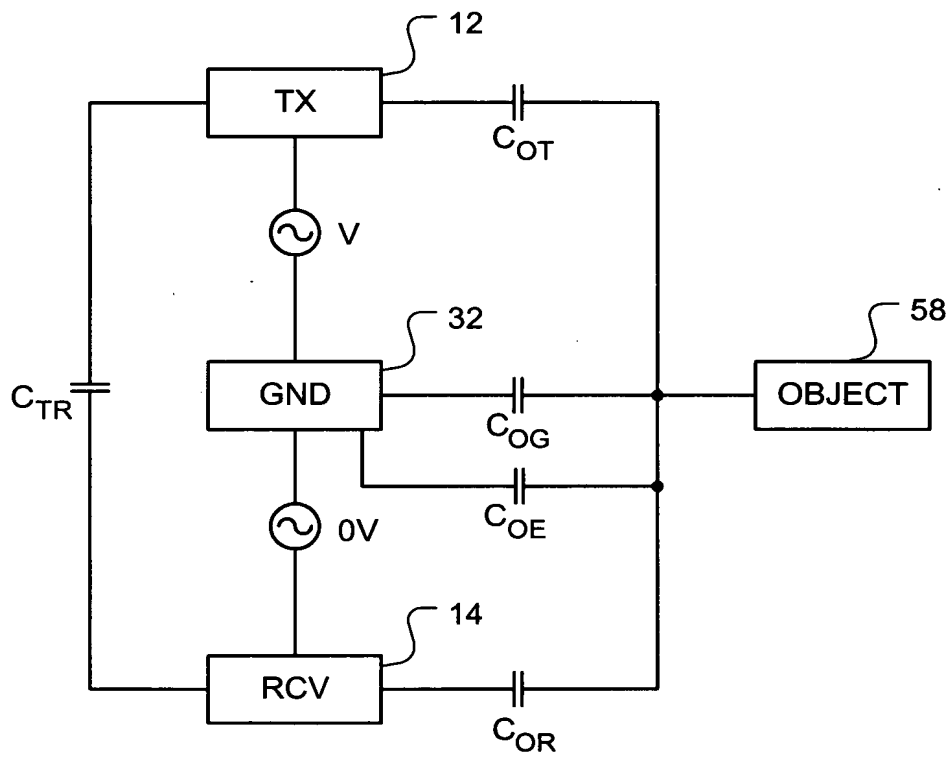 12
TX
C_OT
V
32
58
GND
OBJECT
C_TR
C_OG
C_OE
0V
14
RCV
C_OR